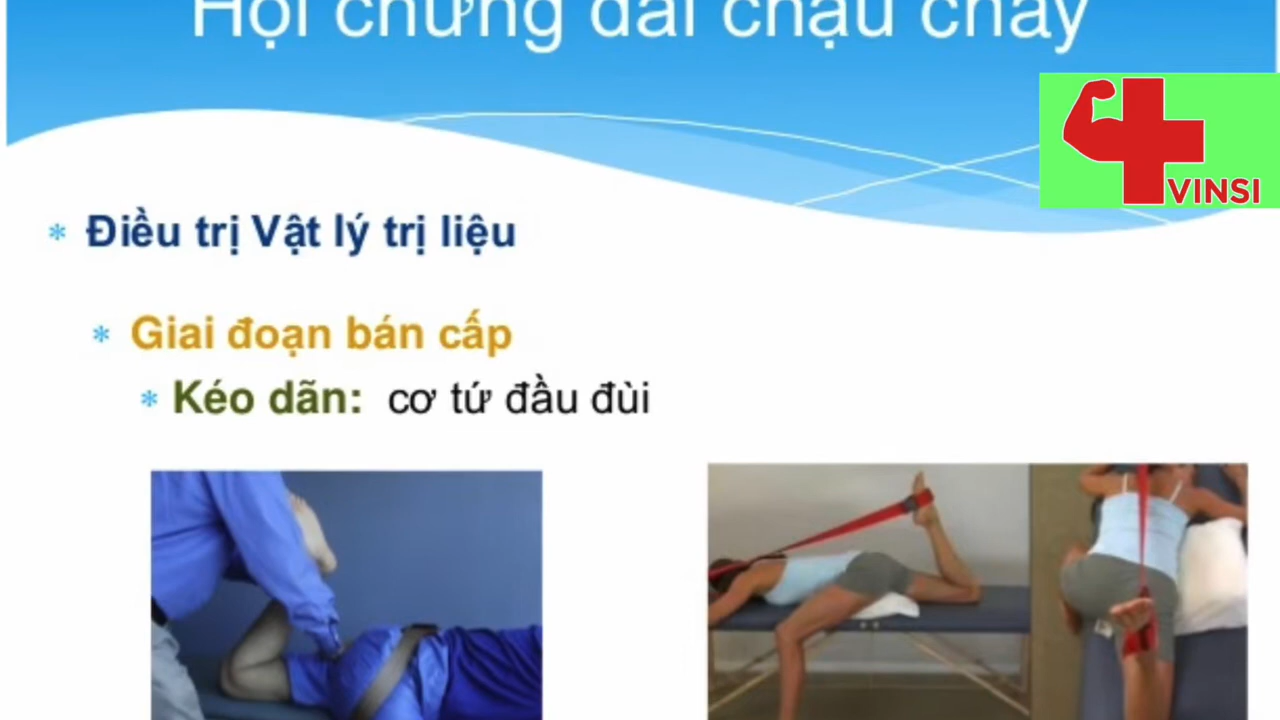 Hội chứng dải chậu chày
VINSI
* Điều trị Vật lý trị liệu
* Giai đoạn bán cấp
* Kéo dãn: cơ tứ đầu đùi